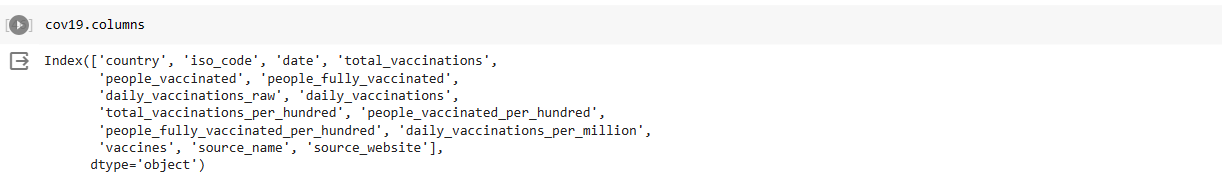 cov19.columns
Index(['country', 'iso_code', 'date', 'total_vaccinations',
'people_vaccinated', 'people_fully_vaccinated',
'daily_vaccinations_raw', 'daily_vaccinations',
'total_vaccinations_per_hundred', 'people_vaccinated_per_hundred',
'people_fully_vaccinated_per_hundred', 'daily_vaccinations_per_million',
'vaccines', 'source_name', 'source_website'],
dtype='object')